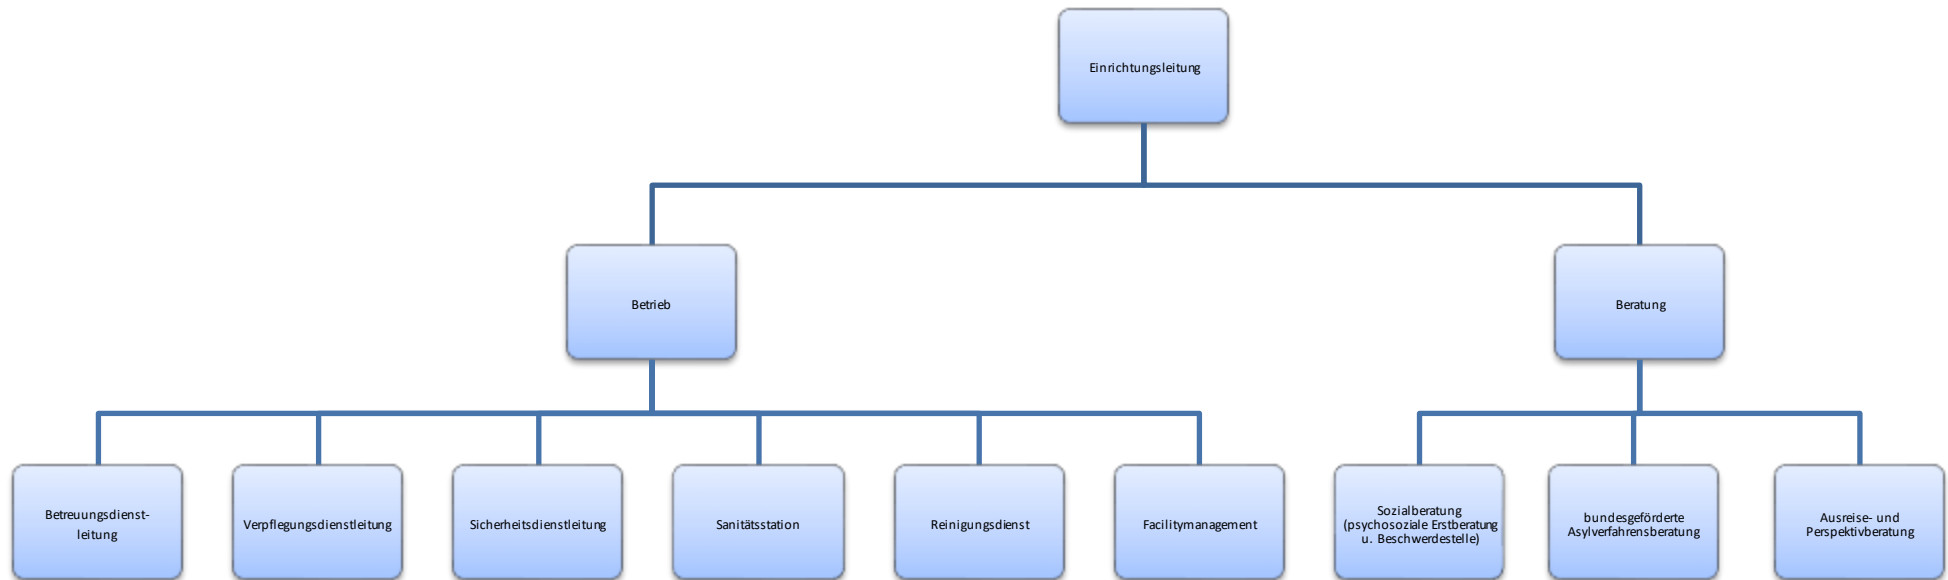 Einrichtungsleitung
Betrieb
Beratung
Betreuungsdienst-
leitung
Verpflegungsdienstleitung
Sicherheitsdienstleitung
Sanitätsstation
Reinigungsdienst
Facilitymanagement
Sozialberatung
(psychosoziale Erstberatung
u. Beschwerdestelle)
bundesgeförderte
Asylverfahrensberatung
Ausreise- und
Perspektivberatung